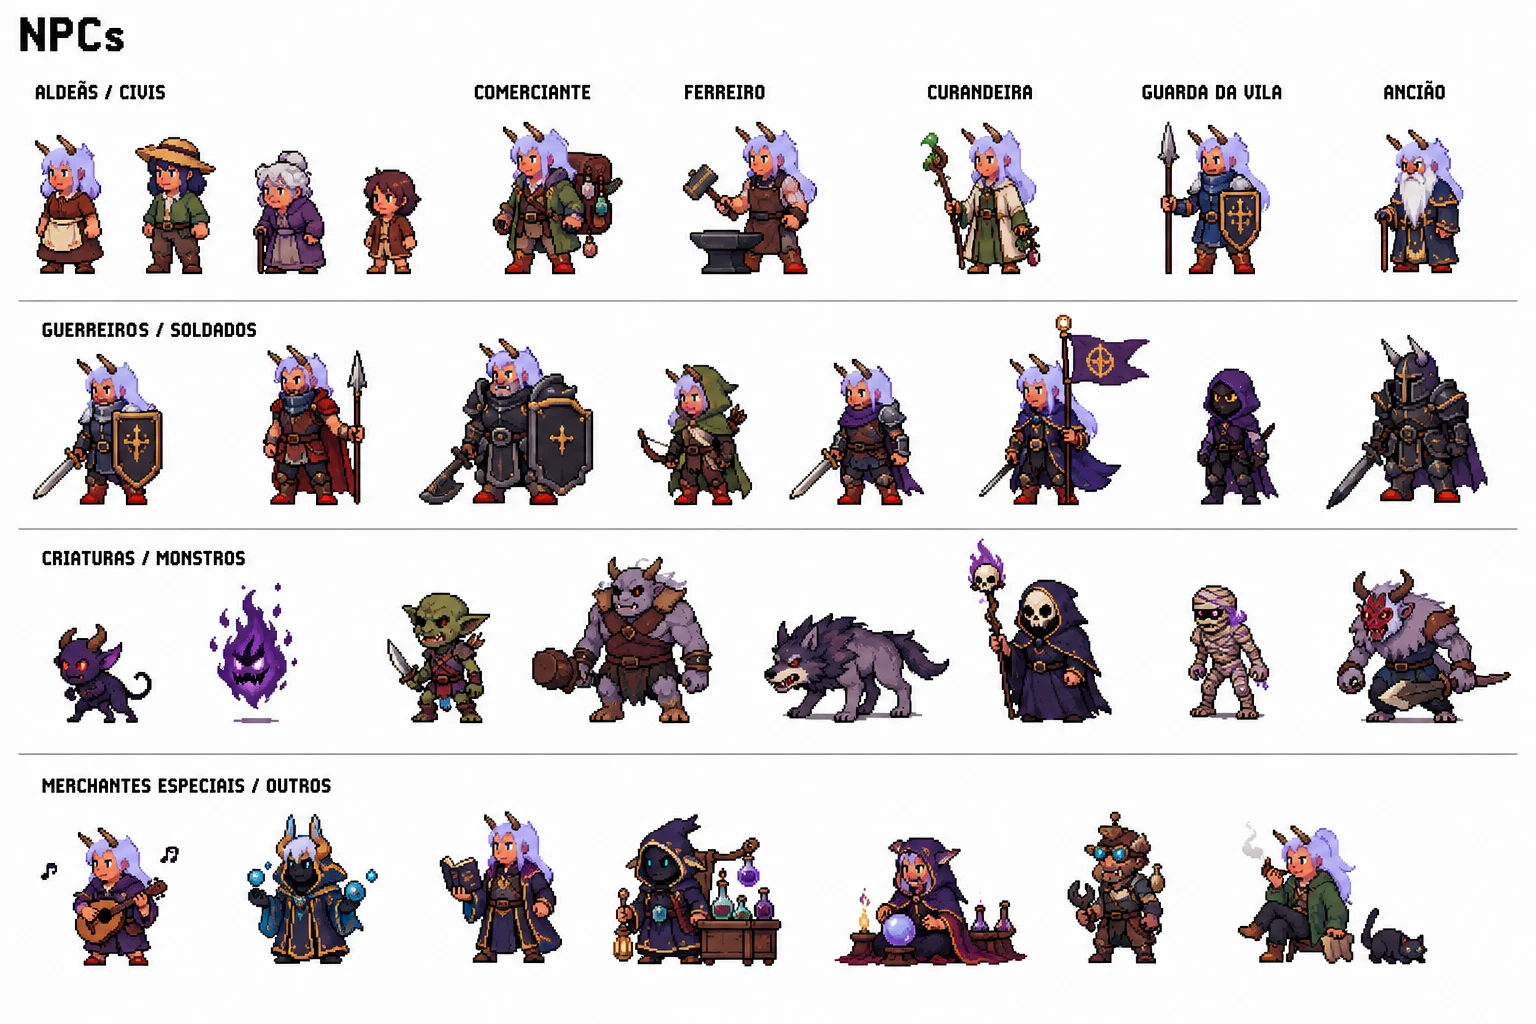 NPCs
ALDEÃS / CIVIS
COMERCIANTE
FERREIRO
CURANDEIRA
GUARDA DA VILA
ANCIÃO
GUERREIROS / SOLDADOS
CRIATURAS / MONSTROS
MERCHANTES ESPECIAIS / OUTROS